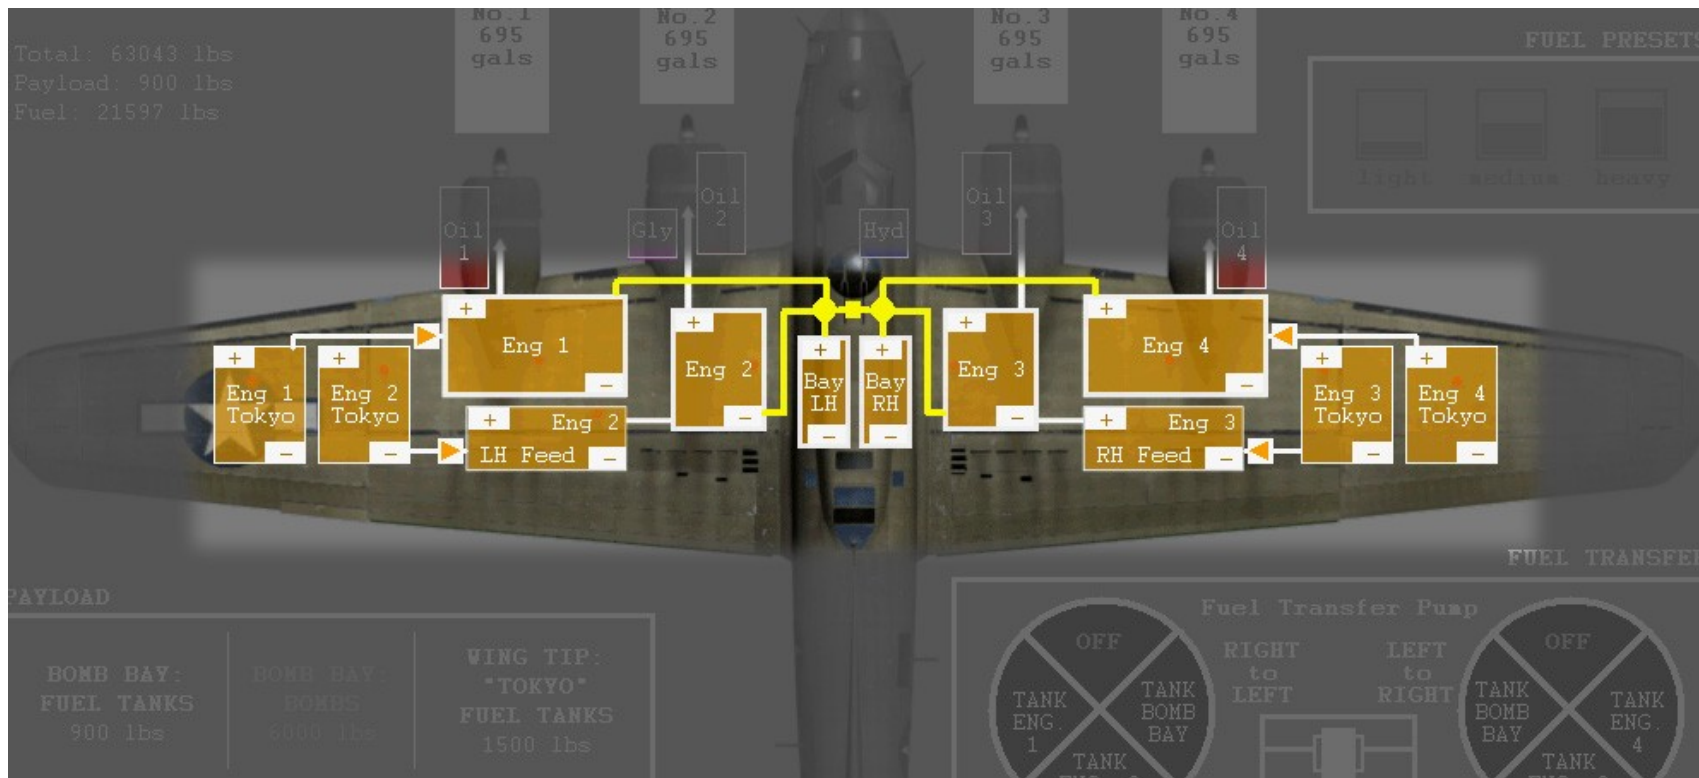 No.1
695
gals
No.2
695
gals
No.3
695
gals
No.4
695
gals
Total: 63043 lbs
Payload: 900 lbs
Fuel: 21597 lbs
FUEL PRESETS
light
medium
heavy
Oil
1
Gly
Oil
2
Hyd
Oil
3
Oil
4
+
Eng 1
Tokyo
−
+
Eng 2
Tokyo
−
+
Eng 1
−
+
Eng 2
LH Feed
−
+
Eng 2
−
+
Bay
LH
−
+
Bay
RH
−
+
Eng 3
−
+
Eng 4
−
+
Eng 3
RH Feed
−
+
Eng 3
Tokyo
−
+
Eng 4
Tokyo
−
PAYLOAD
BOMB BAY:
FUEL TANKS
900 lbs
BOMB BAY:
BOMBS
6000 lbs
WING TIP:
"TOKYO"
FUEL TANKS
1500 lbs
FUEL TRANSFER
Fuel Transfer Pump
OFF
TANK
ENG.
1
TANK
BOMB
BAY
TANK
RIGHT
to
LEFT
LEFT
to
RIGHT
OFF
TANK
BOMB
BAY
TANK
ENG.
4
TANK